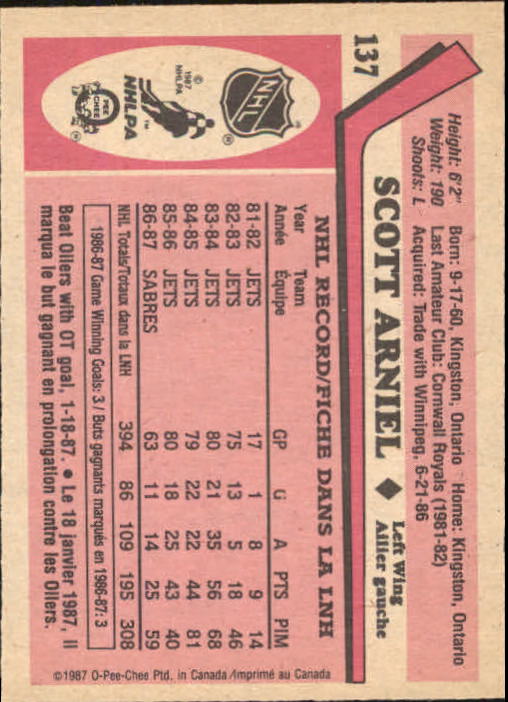 137
Height: 6'2" Born: 9-17-60, Kingston, Ontario Home: Kingston, Ontario
Weight: 190 Last Amateur Club: Cornwall Royals (1981-82)
Shoots: L Acquired: Trade with Winnipeg, 6-21-86
SCOTT ARNIEL ◆ Left Wing
Ailier gauche
NHL
®
© 1987 NHLPA
NHLPA
™
O PEE CHEE
®
NHL RECORD/FICHE DANS LA LNH
Year Team
Année Équipe GP G A PTS PIM
81-82 JETS 17 1 8 9 14
82-83 JETS 75 13 5 18 46
83-84 JETS 80 21 35 56 68
84-85 JETS 79 22 22 44 81
85-86 JETS 80 18 25 43 40
86-87 SABRES 63 11 14 25 59
NHL Totals/Totaux dans la LNH 394 86 109 195 308
1986-87 Game Winning Goals: 3 / Buts gagnants marqués en 1986-87: 3
Beat Oilers with OT goal, 1-18-87. ● Le 18 janvier 1987, il
marqua le but gagnant en prolongation contre les Oilers.
©1987 O-Pee-Chee Ptd. in Canada/Imprimé au Canada